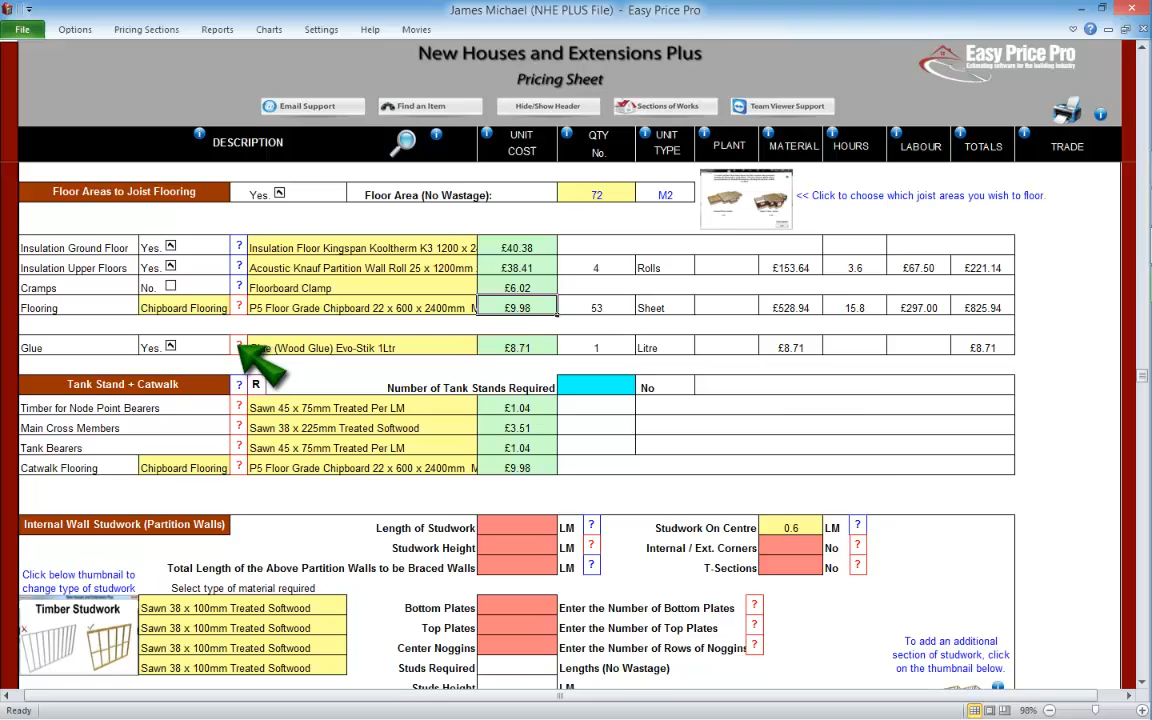 James Michael (NHE PLUS File) - Easy Price Pro
File Options Pricing Sections Reports Charts Settings Help Movies
New Houses and Extensions Plus
Pricing Sheet
Easy Price Pro
Estimating software for the building industry
Email Support Find an Item Hide/Show Header Sections of Works Team Viewer Support
DESCRIPTION UNIT COST QTY No. UNIT TYPE PLANT MATERIAL HOURS LABOUR TOTALS TRADE
Floor Areas to Joist Flooring Yes. Floor Area (No Wastage): 72 M2 << Click to choose which joist areas you wish to floor.
Insulation Ground Floor Yes. ? Insulation Floor Kingspan Kooltherm K3 1200 x 2 £40.38
Insulation Upper Floors Yes. ? Acoustic Knauf Partition Wall Roll 25 x 1200mm £38.41 4 Rolls £153.64 3.6 £67.50 £221.14
Cramps No. ? Floorboard Clamp £6.02
Flooring Chipboard Flooring ? P5 Floor Grade Chipboard 22 x 600 x 2400mm £9.98 53 Sheet £528.94 15.8 £297.00 £825.94
Glue Yes. ? (Wood Glue) Evo-Stik 1Ltr £8.71 1 Litre £8.71 £8.71
Tank Stand + Catwalk ? R Number of Tank Stands Required No
Timber for Node Point Bearers ? Sawn 45 x 75mm Treated Per LM £1.04
Main Cross Members ? Sawn 38 x 225mm Treated Softwood £3.51
Tank Bearers ? Sawn 45 x 75mm Treated Per LM £1.04
Catwalk Flooring Chipboard Flooring ? P5 Floor Grade Chipboard 22 x 600 x 2400mm £9.98
Internal Wall Studwork (Partition Walls) Length of Studwork LM ? Studwork On Centre 0.6 LM ?
Studwork Height LM ? Internal / Ext. Corners No ?
Total Length of the Above Partition Walls to be Braced Walls LM ? T-Sections No ?
Click below thumbnail to
change type of studwork
Select type of material required
Timber Studwork
Sawn 38 x 100mm Treated Softwood Bottom Plates Enter the Number of Bottom Plates ?
Sawn 38 x 100mm Treated Softwood Top Plates Enter the Number of Top Plates ?
Sawn 38 x 100mm Treated Softwood Center Noggins Enter the Number of Rows of Noggins ?
Sawn 38 x 100mm Treated Softwood Studs Required Lengths (No Wastage)
Studs Height LM
To add an additional
section of studwork, click
on the thumbnail below.
Ready 98%